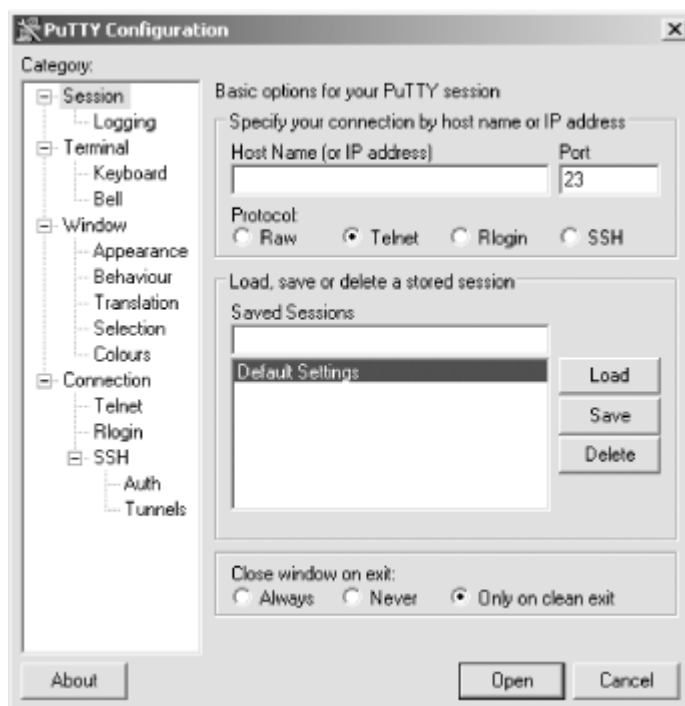 PuTTY Configuration
Category:
Session
Logging
Terminal
Keyboard
Bell
Window
Appearance
Behaviour
Translation
Selection
Colours
Connection
Telnet
Rlogin
SSH
Auth
Tunnels
Basic options for your PuTTY session
Specify your connection by host name or IP address
Host Name (or IP address) Port
23
Protocol:
Raw Telnet Rlogin SSH
Load, save or delete a stored session
Saved Sessions
Default Settings
Load
Save
Delete
Close window on exit:
Always Never Only on clean exit
About Open Cancel